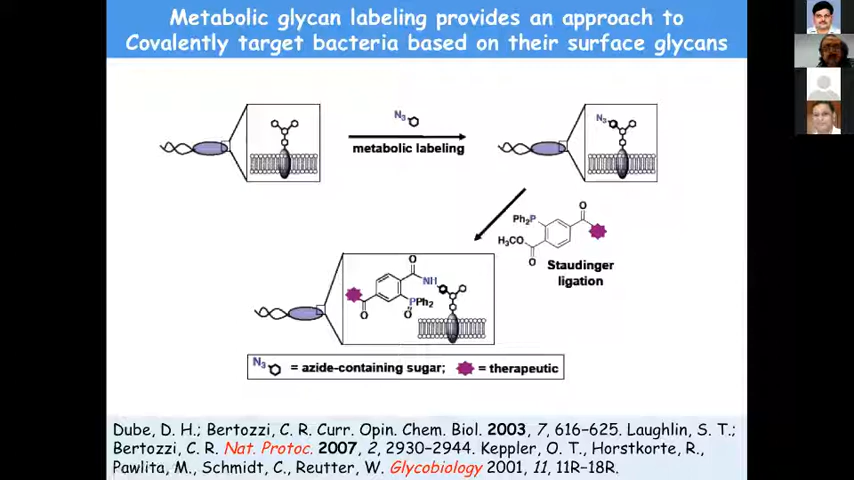 Metabolic glycan labeling provides an approach to
Covalently target bacteria based on their surface glycans
N3
metabolic labeling
N3
Ph2P
O
H3CO
O
Staudinger
ligation
O
NH
PPh2
O
O
N3 = azide-containing sugar; = therapeutic
Dube, D. H.; Bertozzi, C. R. Curr. Opin. Chem. Biol. 2003, 7, 616−625. Laughlin, S. T.;
Bertozzi, C. R. Nat. Protoc. 2007, 2, 2930−2944. Keppler, O. T., Horstkorte, R.,
Pawlita, M., Schmidt, C., Reutter, W. Glycobiology 2001, 11, 11R−18R.